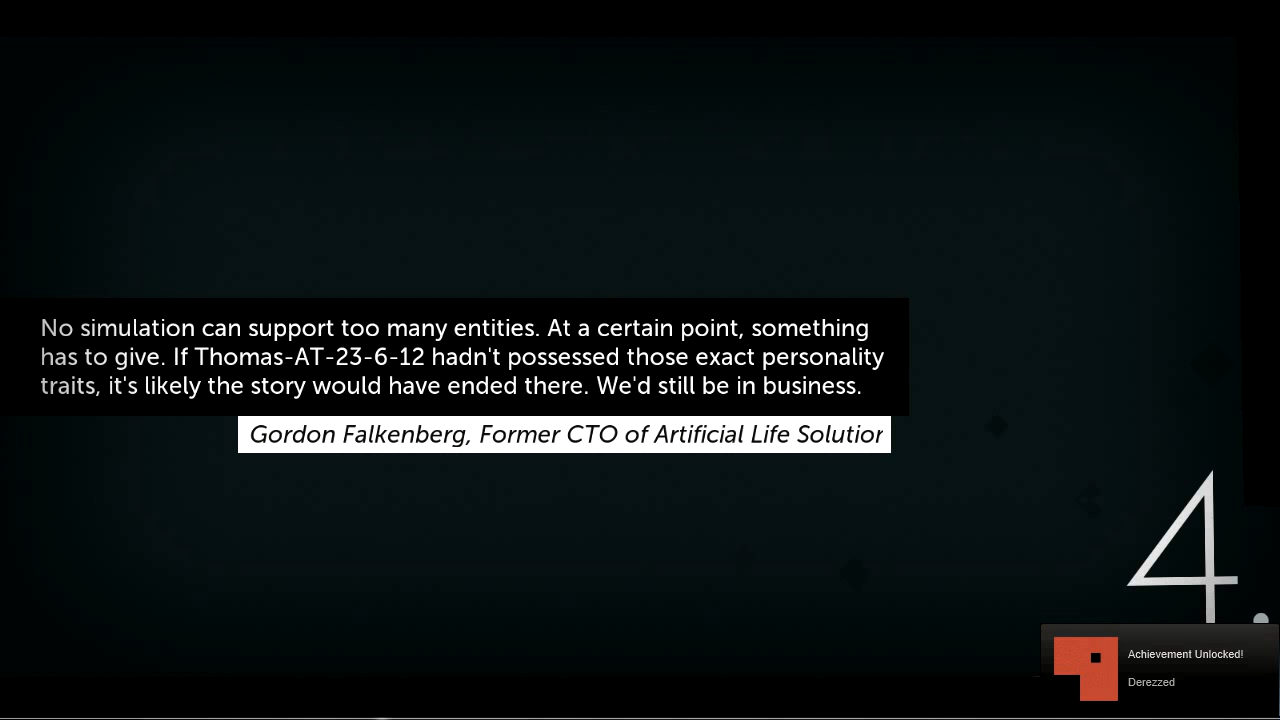 No simulation can support too many entities. At a certain point, something
has to give. If Thomas-AT-23-6-12 hadn't possessed those exact personality
traits, it's likely the story would have ended there. We'd still be in business.
Gordon Falkenberg, Former CTO of Artificial Life Solution
4.
Achievement Unlocked!
Derezzed